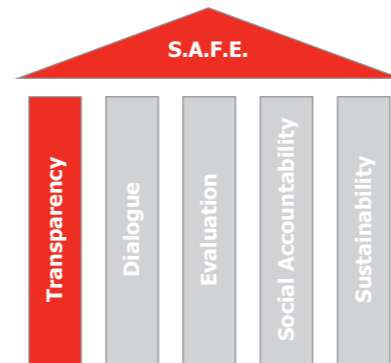 S.A.F.E.
Transparency
Dialogue
Evaluation
Social Accountability
Sustainability